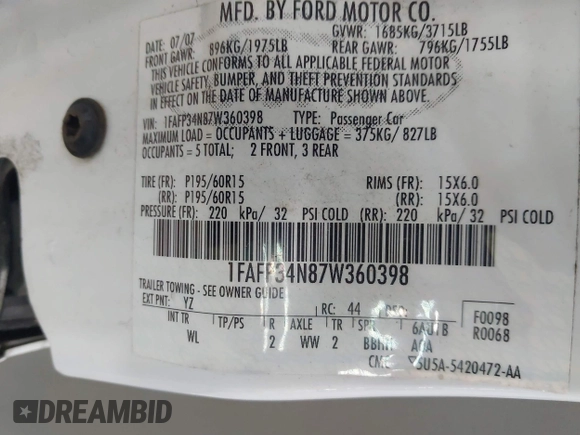 MFD. BY FORD MOTOR CO.
07/07 GVWR: 1685KG/3715LB
FRONT GAWR: 896KG/1975LB REAR GAWR: 796KG/1755LB
THIS VEHICLE CONFORMS TO ALL APPLICABLE FEDERAL MOTOR
VEHICLE SAFETY, BUMPER, AND THEFT PREVENTION STANDARDS
IN EFFECT ON THE DATE OF MANUFACTURE SHOWN ABOVE.
VIN: 1FAFP34N87W360398 TYPE: Passenger Car
MAXIMUM LOAD = OCCUPANTS + LUGGAGE = 375KG/ 827LB
OCCUPANTS = 5 TOTAL; 2 FRONT, 3 REAR
TIRE (FR): P195/60R15 RIMS (FR): 15X6.0
(RR): P195/60R15 (RR): 15X6.0
PRESSURE (FR): 220 kPa/ 32 PSI COLD (RR): 220 kPa/ 32 PSI COLD
1FAFP34N87W360398
TRAILER TOWING - SEE OWNER GUIDE
EXT PNT: YZ RC: 44 DSO: F0098
INT TR TP/PS R AXLE TR SPR 6AU1B R0068
WL 2 WW 2 AOA
5U5A-5420472-AA
DREAMBID